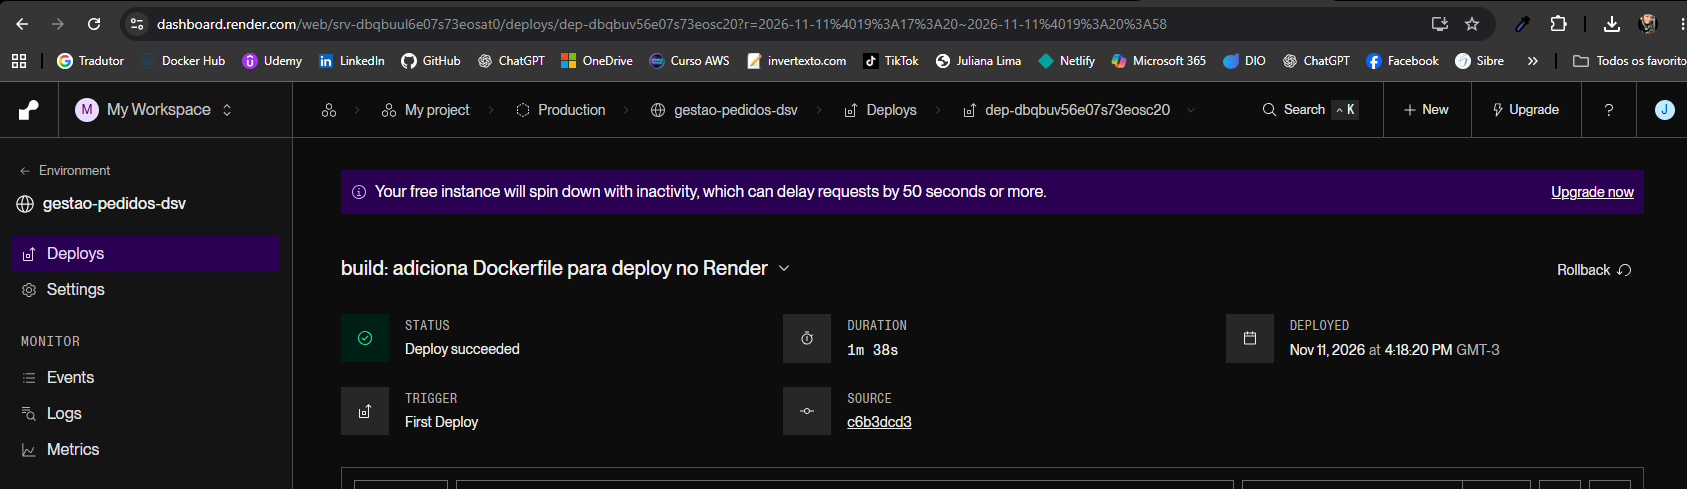 dashboard.render.com/web/srv-dbqbuul6e07s73eosat0/deploys/dep-dbqbuv56e07s73eosc20?r=2026-11-11%4019%3A17%3A20~2026-11-11%4019%3A20%3A58
Tradutor Docker Hub Udemy LinkedIn GitHub ChatGPT OneDrive Curso AWS invertexto.com TikTok Juliana Lima Netlify Microsoft 365 DIO ChatGPT Facebook Sibre » Todos os favorito
M My Workspace My project Production gestao-pedidos-dsv Deploys dep-dbqbuv56e07s73eosc20 Search K + New Upgrade ? J
← Environment
gestao-pedidos-dsv
Deploys
Settings
MONITOR
Events
Logs
Metrics
Your free instance will spin down with inactivity, which can delay requests by 50 seconds or more. Upgrade now
build: adiciona Dockerfile para deploy no Render Rollback
STATUS
Deploy succeeded
DURATION
1m 38s
DEPLOYED
Nov 11, 2026 at 4:18:20 PM GMT-3
TRIGGER
First Deploy
SOURCE
c6b3dcd3